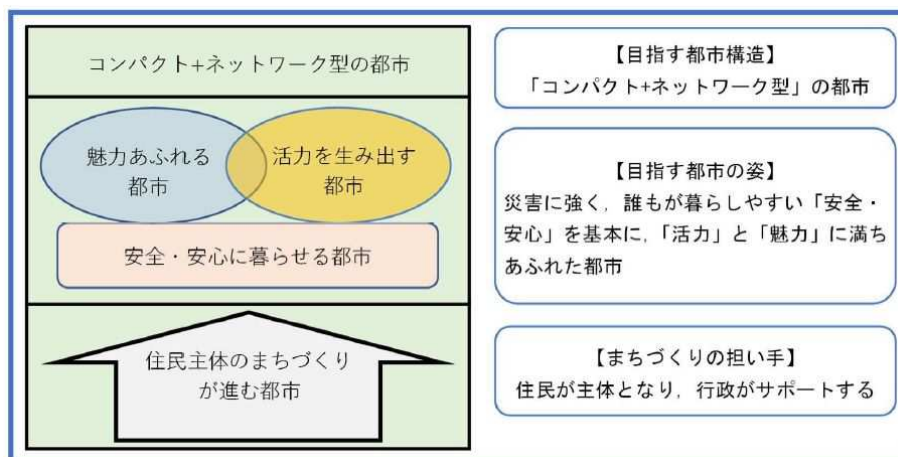 コンパクト+ネットワーク型の都市
魅力あふれる
都市
活力を生み出す
都市
安全・安心に暮らせる都市
住民主体のまちづくり
が進む都市
【目指す都市構造】
「コンパクト+ネットワーク型」の都市
【目指す都市の姿】
災害に強く，誰もが暮らしやすい「安全・
安心」を基本に，「活力」と「魅力」に満ち
あふれた都市
【まちづくりの担い手】
住民が主体となり，行政がサポートする